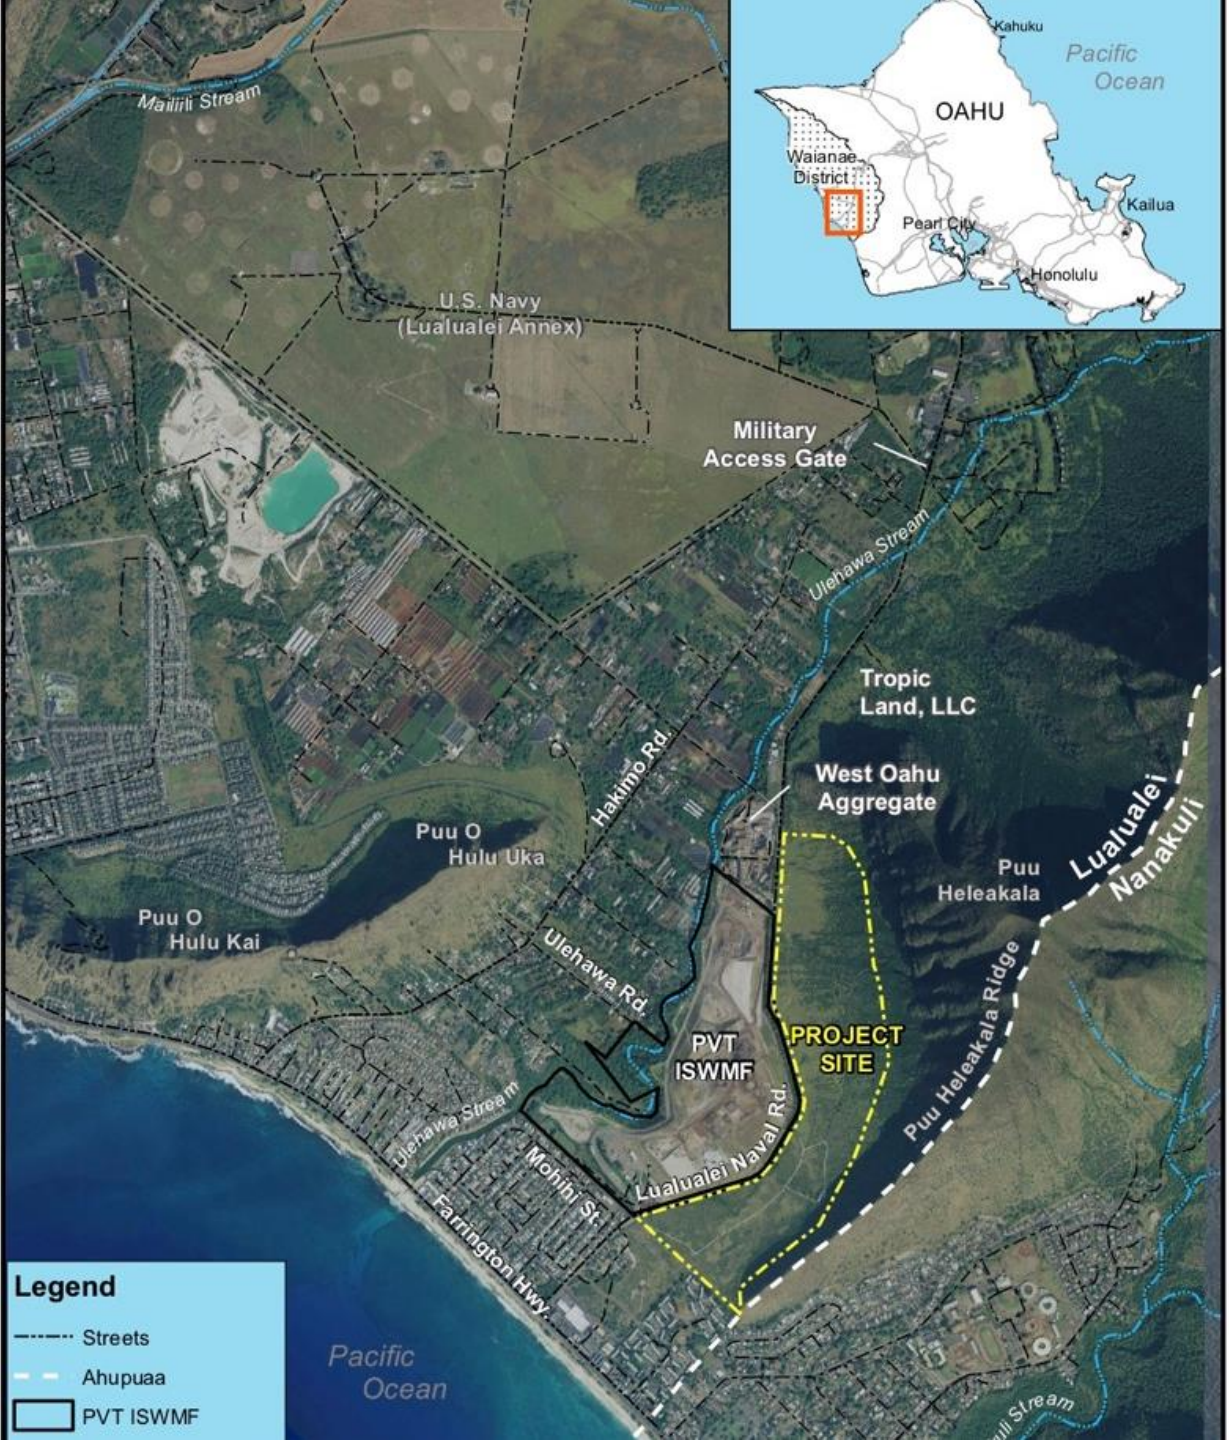 Kahuku
Pacific
Ocean
OAHU
Waianae
District
Kailua
Pearl City
Honolulu
Mailiili Stream
U.S. Navy
(Lualualei Annex)
Military
Access Gate
Ulehawa Stream
Tropic
Land, LLC
Hakimo Rd.
West Oahu
Aggregate
Lualualei
Nanakuli
Puu O
Hulu Uka
Puu
Heleakala
Puu O
Hulu Kai
Ulehawa Rd.
Puu Heleakala Ridge
PVT
ISWMF
PROJECT
SITE
Ulehawa Stream
Lualualei Naval Rd.
Mohihi St.
Farrington Hwy.
Legend
Streets
Ahupuaa
PVT ISWMF
Pacific
Ocean
uli Stream